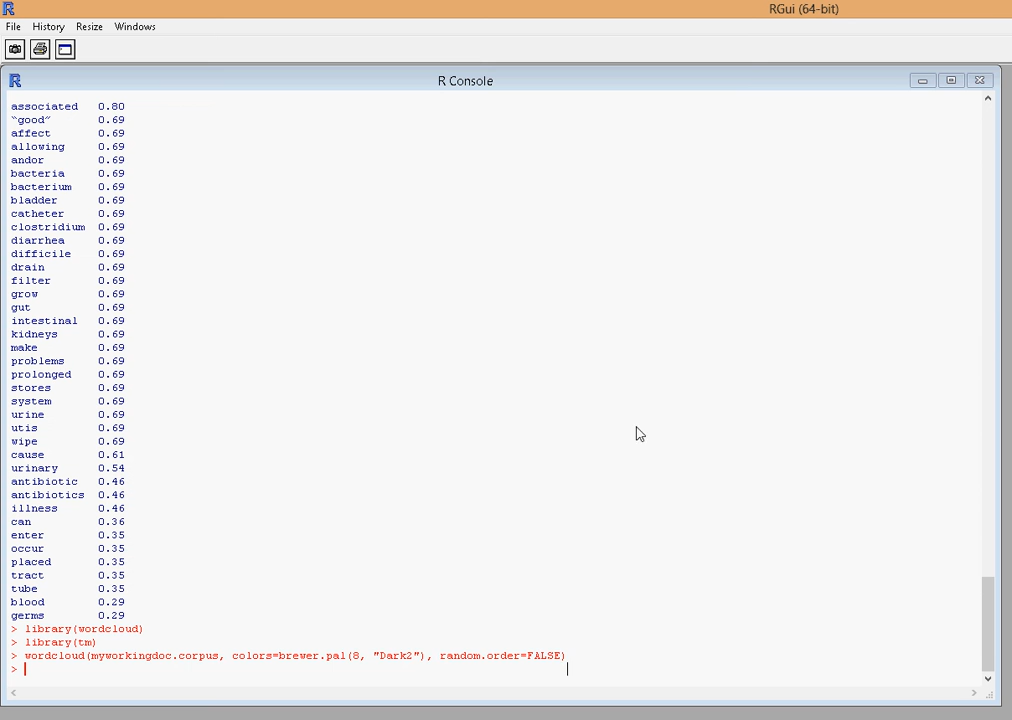 RGui (64-bit)
File History Resize Windows
R Console
associated 0.80
“good” 0.69
affect 0.69
allowing 0.69
andor 0.69
bacteria 0.69
bacterium 0.69
bladder 0.69
catheter 0.69
clostridium 0.69
diarrhea 0.69
difficile 0.69
drain 0.69
filter 0.69
grow 0.69
gut 0.69
intestinal 0.69
kidneys 0.69
make 0.69
problems 0.69
prolonged 0.69
stores 0.69
system 0.69
urine 0.69
utis 0.69
wipe 0.69
cause 0.61
urinary 0.54
antibiotic 0.46
antibiotics 0.46
illness 0.46
can 0.36
enter 0.35
occur 0.35
placed 0.35
tract 0.35
tube 0.35
blood 0.29
germs 0.29
> library(wordcloud)
> library(tm)
> wordcloud(myworkingdoc.corpus, colors=brewer.pal(8, "Dark2"), random.order=FALSE)
>